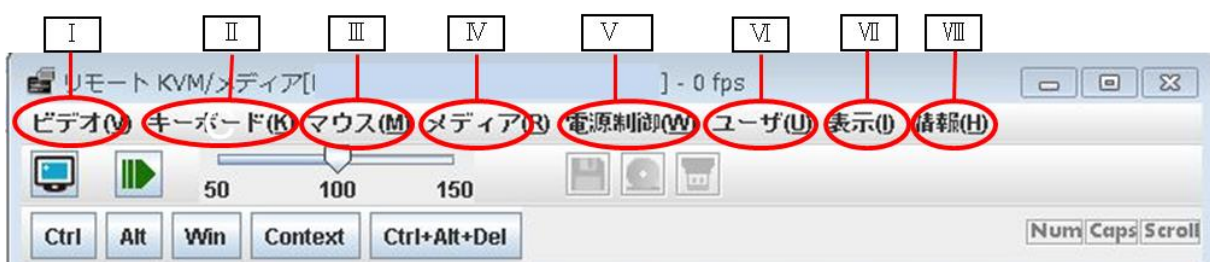 Ⅰ Ⅱ Ⅲ Ⅳ Ⅴ Ⅵ Ⅶ Ⅷ
リモート KVM/メディア[ ] - 0 fps
ビデオ(V) キーボード(K) マウス(M) メディア(R) 電源制御(W) ユーザ(U) 表示(I) 情報(H)
50 100 150
Ctrl Alt Win Context Ctrl+Alt+Del Num Caps Scroll